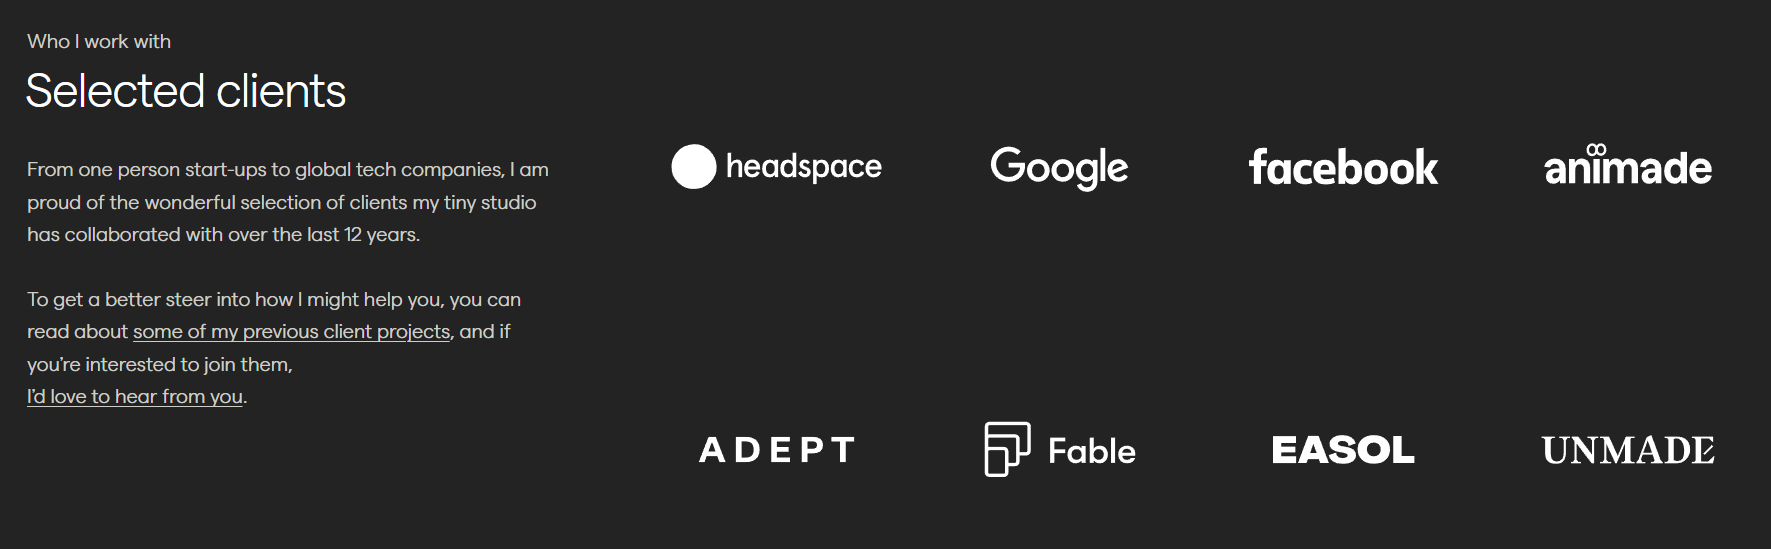 Who I work with
Selected clients
From one person start-ups to global tech companies, I am
proud of the wonderful selection of clients my tiny studio
has collaborated with over the last 12 years.
To get a better steer into how I might help you, you can
read about some of my previous client projects, and if
you're interested to join them,
I'd love to hear from you.
headspace
Google
facebook
animade
ADEPT
Fable
EASOL
UNMADE